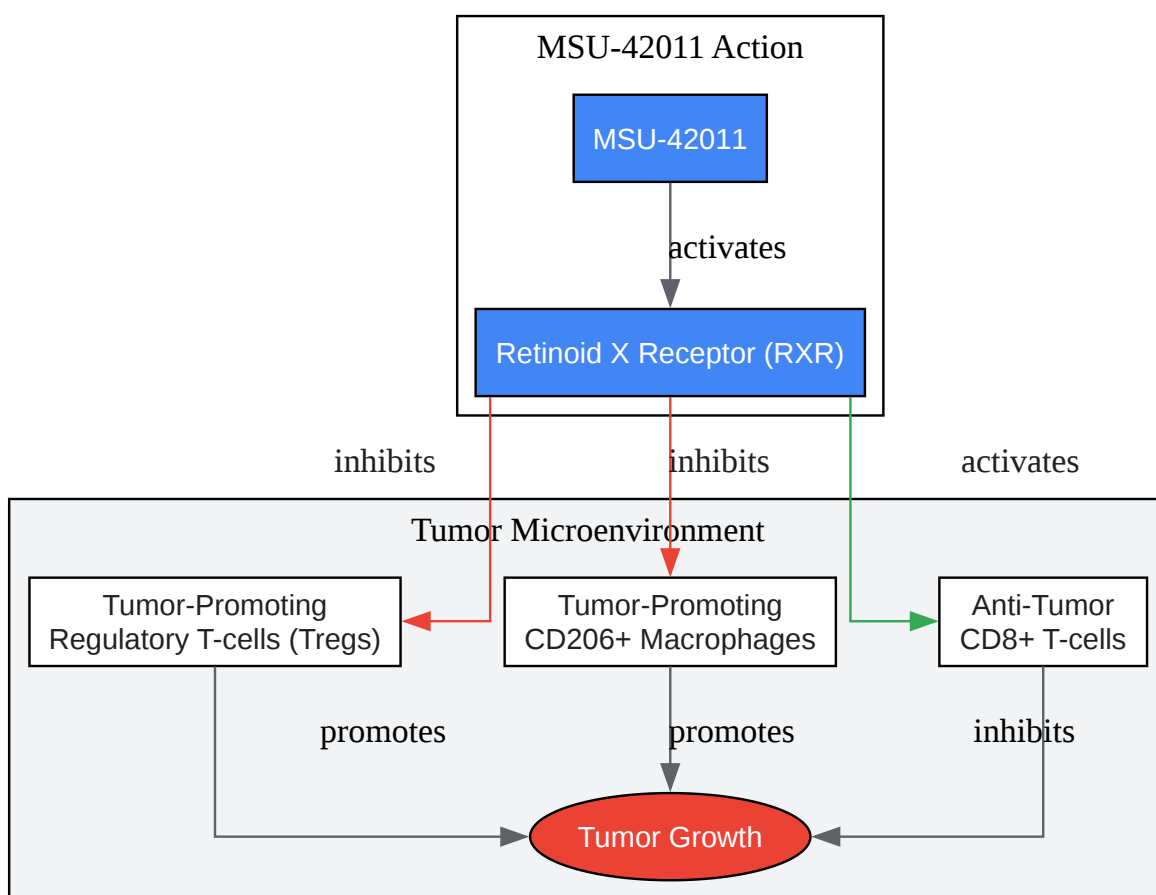 MSU-42011 Action
MSU-42011
activates
Retinoid X Receptor (RXR)
inhibits
inhibits
activates
Tumor Microenvironment
Tumor-Promoting
Regulatory T-cells (Tregs)
Tumor-Promoting
CD206+ Macrophages
Anti-Tumor
CD8+ T-cells
promotes
promotes
inhibits
Tumor Growth